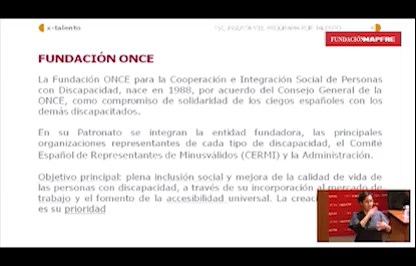 x-talento
FUNDACIÓN MAPFRE
FUNDACIÓN ONCE
La Fundación ONCE para la Cooperación e Integración Social de Personas
con Discapacidad, nace en 1988, por acuerdo del Consejo General de la
ONCE, como compromiso de solidaridad de los ciegos españoles con los
demás discapacitados.
En su Patronato se integran la entidad fundadora, las principales
organizaciones representantes de cada tipo de discapacidad, el Comité
Español de Representantes de Minusválidos (CERMI) y la Administración.
Objetivo principal: plena inclusión social y mejora de la calidad de vida de
las personas con discapacidad, a través de su incorporación al mercado de
trabajo y el fomento de la accesibilidad universal. La
es su prioridad